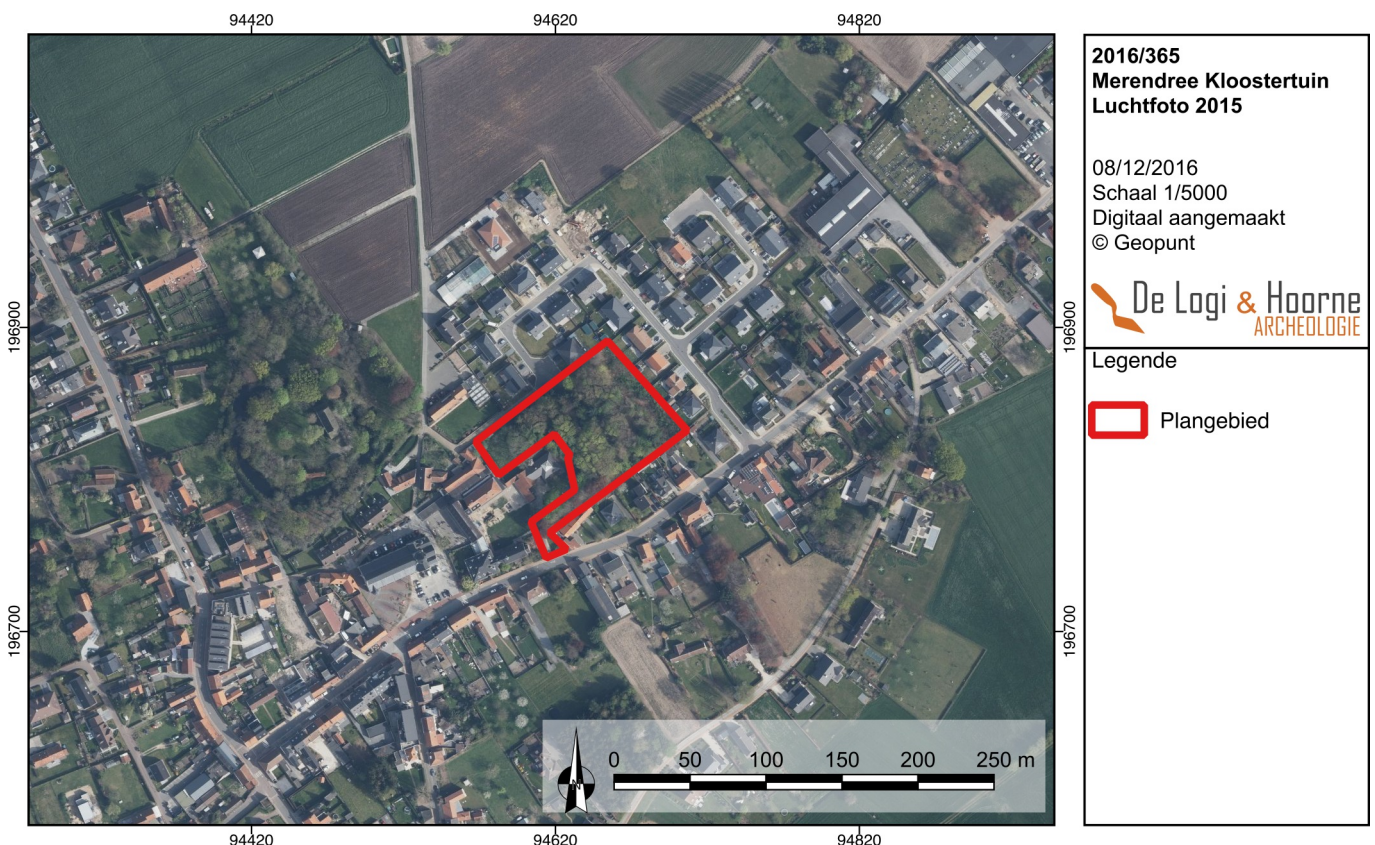 94420
94620
94820
196900
196700
196900
196700
94420
94620
94820
N
0 50 100 150 200 250 m
2016/365
Merendree Kloostertuin
Luchtfoto 2015
08/12/2016
Schaal 1/5000
Digitaal aangemaakt
© Geopunt
De Logi & Hoorne
ARCHEOLOGIE
Legende
Plangebied